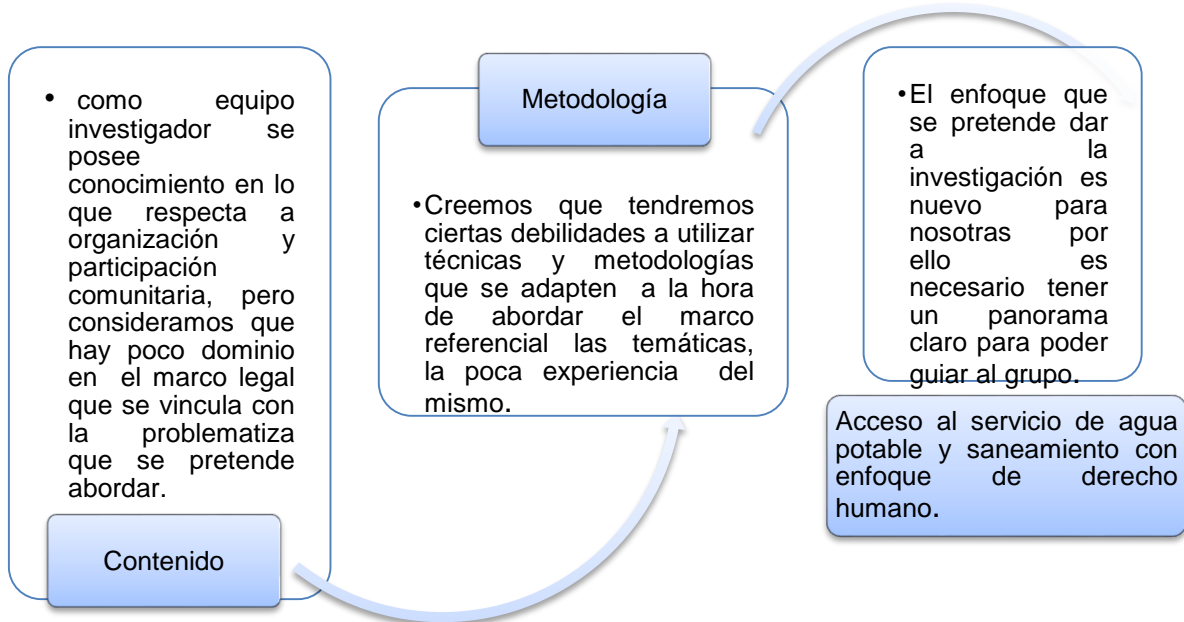 • como equipo
investigador se
posee
conocimiento en lo
que respecta a
organización y
participación
comunitaria, pero
consideramos que
hay poco dominio
en el marco legal
que se vincula con
la problematiza
que se pretende
abordar.
Contenido
Metodología
•Creemos que tendremos
ciertas debilidades a utilizar
técnicas y metodologías
que se adapten a la hora
de abordar el marco
referencial las temáticas,
la poca experiencia del
mismo.
•El enfoque que
se pretende dar
a la
investigación es
nuevo para
nosotras por
ello es
necesario tener
un panorama
claro para poder
guiar al grupo.
Acceso al servicio de agua
potable y saneamiento con
enfoque de derecho
humano.